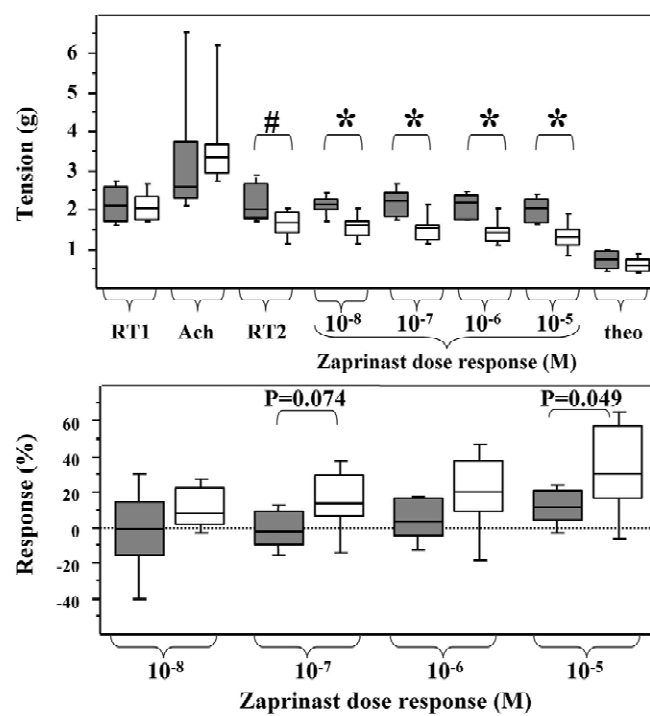 6
5
4
3
2
1
Tension (g)
#
* * * *
10-8 10-7 10-6 10-5
RT1 Ach RT2 theo
Zaprinast dose response (M)
P=0.074 P=0.049
60
40
20
0
-20
-40
Response (%)
10-8 10-7 10-6 10-5
Zaprinast dose response (M)